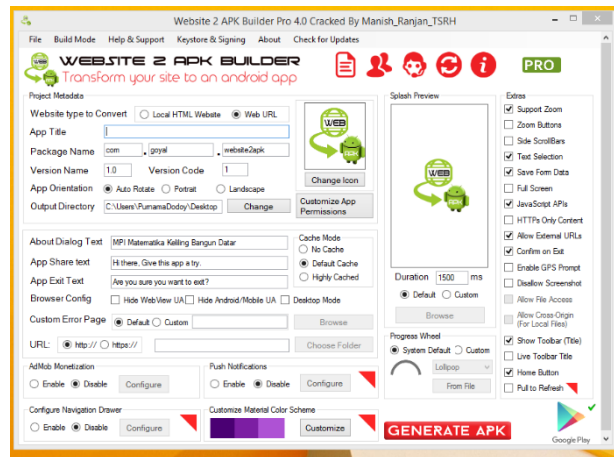 Website 2 APK Builder Pro 4.0 Cracked By Manish_Ranjan_TSRH
File Build Mode Help & Support Keystore & Signing About Check for Updates
WEBSITE 2 APK BUILDER
Transform your site to an android app
PRO
Project Metadata
Website type to Convert Local HTML Website Web URL
App Title
Package Name com . goyal . website2apk
Version Name 1.0 Version Code 1
App Orientation Auto Rotate Portrait Landscape
Output Directory C:\Users\PurnamaDodoy\Desktop Change
WEB
APK
Change Icon
Customize App
Permissions
About Dialog Text MPI Matematika Keliling Bangun Datar
App Share text Hi there, Give this app a try.
App Exit Text Are you sure you want to exit?
Browser Config Hide WebView UA Hide Android/Mobile UA Desktop Mode
Custom Error Page Default Custom Browse
URL: http:// https:// Choose Folder
Cache Mode
No Cache
Default Cache
Highly Cached
AdMob Monetization
Enable Disable Configure
Push Notifications
Enable Disable Configure
Configure Navigation Drawer
Enable Disable Configure
Customize Material Color
Scheme
Customize
Splash Preview
WEB
APK
Duration 1500 ms
Default Custom
Browse
Progress Wheel
System Default Custom
Lollipop
From File
GENERATE APK
Extras
Support Zoom
Zoom Buttons
Side ScrollBars
Text Selection
Save Form Data
Full Screen
JavaScript APIs
HTTPs Only Content
Allow External URLs
Confirm on Exit
Enable GPS Prompt
Disallow Screenshot
Allow File Access
Allow Cross-Origin
(For Local Files)
Show Toolbar (Title)
Live Toolbar Title
Home Button
Pull to Refresh
Google Play